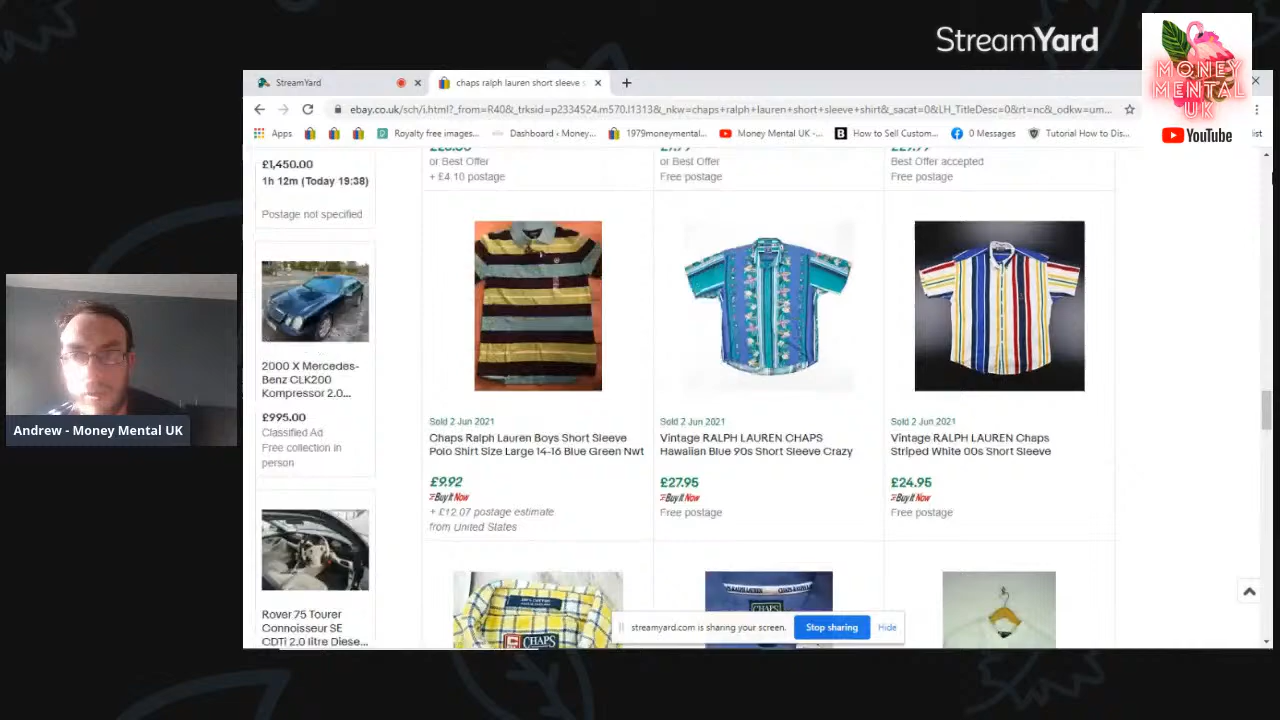 StreamYard
MONEY
MENTAL
UK
YouTube
StreamYard
chaps ralph lauren short sleeve s
ebay.co.uk/sch/i.html?_from=R40&_trksid=p2334524.m570.l1313&_nkw=chaps+ralph+lauren+short+sleeve+shirt&_sacat=0&LH_TitleDesc=0&rt=nc&_odkw=um...
Apps
Royalty free images...
Dashboard ‹ Money...
1979moneymental...
Money Mental UK -...
How to Sell Custom...
0 Messages
Tutorial How to Dis...
list
£1,450.00
1h 12m (Today 19:38)
Postage not specified
or Best Offer
+ £4.10 postage
or Best Offer
Free postage
Best Offer accepted
Free postage
2000 X Mercedes-
Benz CLK200
Kompressor 2.0...
£995.00
Classified Ad
Free collection in
person
Rover 75 Tourer
Connoisseur SE
CDTi 2.0 litre Diese...
Sold 2 Jun 2021
Chaps Ralph Lauren Boys Short Sleeve
Polo Shirt Size Large 14-16 Blue Green Nwt
£9.92
Buy It Now
+ £12.07 postage estimate
from United States
Sold 2 Jun 2021
Vintage RALPH LAUREN CHAPS
Hawaiian Blue 90s Short Sleeve Crazy
£27.95
Buy It Now
Free postage
Sold 2 Jun 2021
Vintage RALPH LAUREN Chaps
Striped White 00s Short Sleeve
£24.95
Buy It Now
Free postage
CHAPS
CHAPS
streamyard.com is sharing your screen.
Stop sharing
Hide
Andrew - Money Mental UK